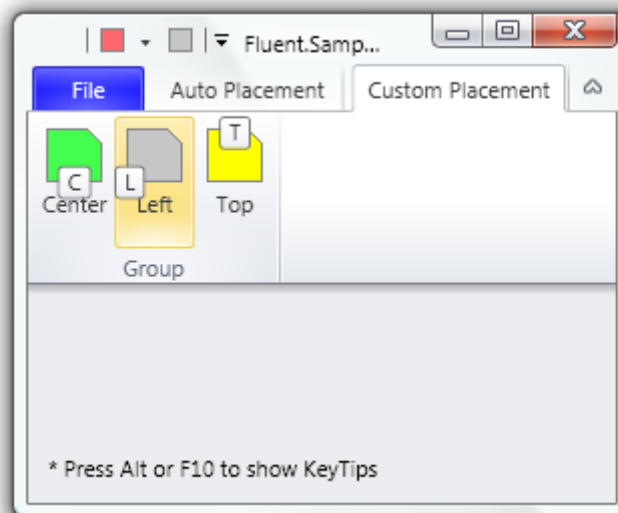 Fluent.Samp...
File Auto Placement Custom Placement
T
C L
Center Left Top
Group
* Press Alt or F10 to show KeyTips